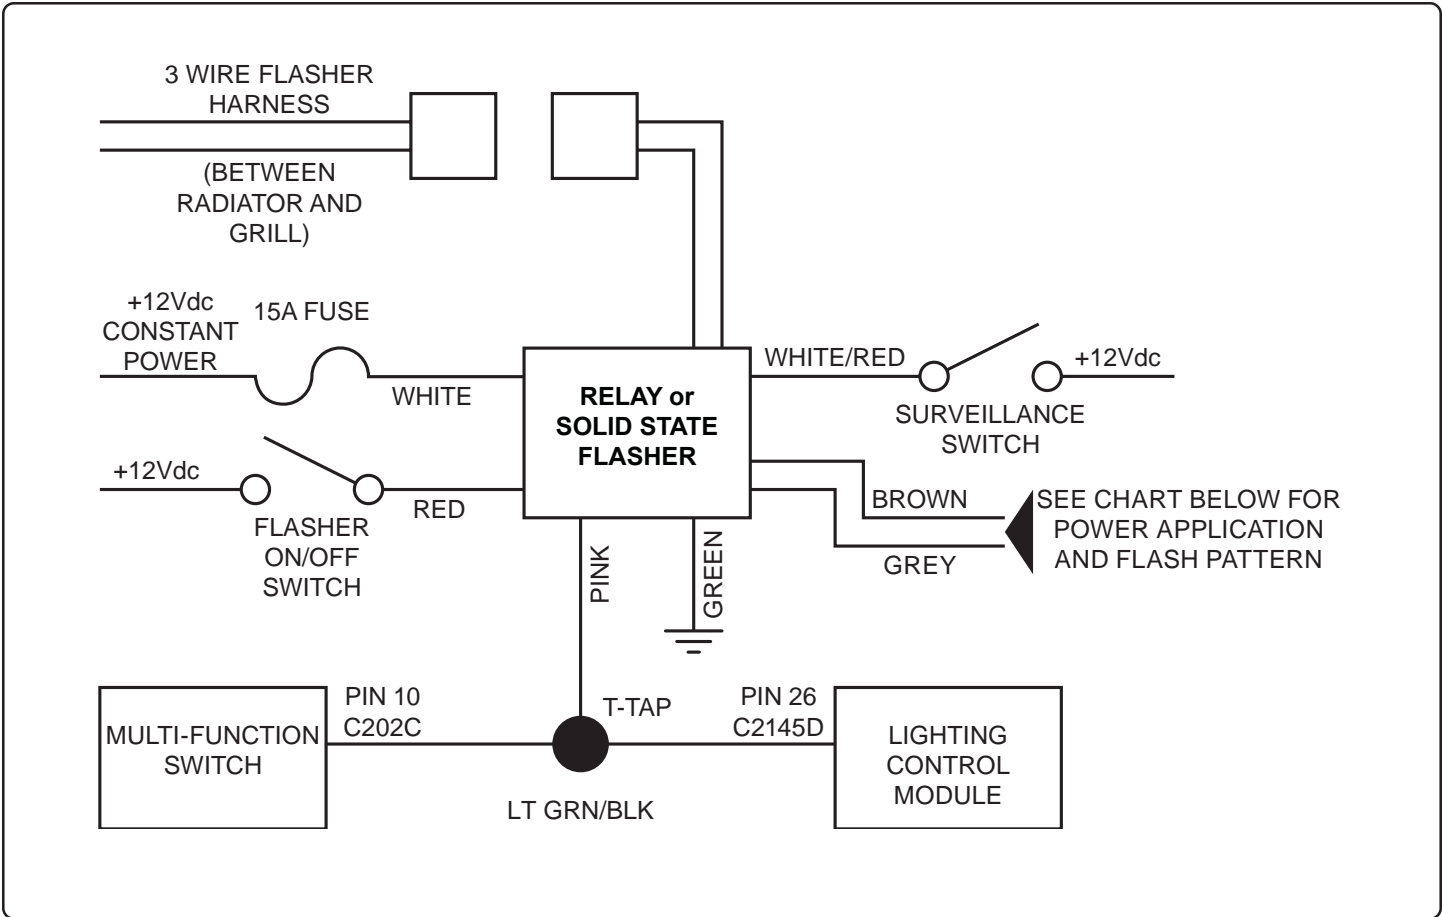 3 WIRE FLASHER
HARNESS
(BETWEEN
RADIATOR AND
GRILL)
+12Vdc
CONSTANT
POWER
15A FUSE
WHITE
RELAY or
SOLID STATE
FLASHER
WHITE/RED
+12Vdc
SURVEILLANCE
SWITCH
+12Vdc
FLASHER
ON/OFF
SWITCH
RED
BROWN
GREY
SEE CHART BELOW FOR
POWER APPLICATION
AND FLASH PATTERN
PINK
GREEN
MULTI-FUNCTION
SWITCH
PIN 10
C202C
T-TAP
LT GRN/BLK
PIN 26
C2145D
LIGHTING
CONTROL
MODULE